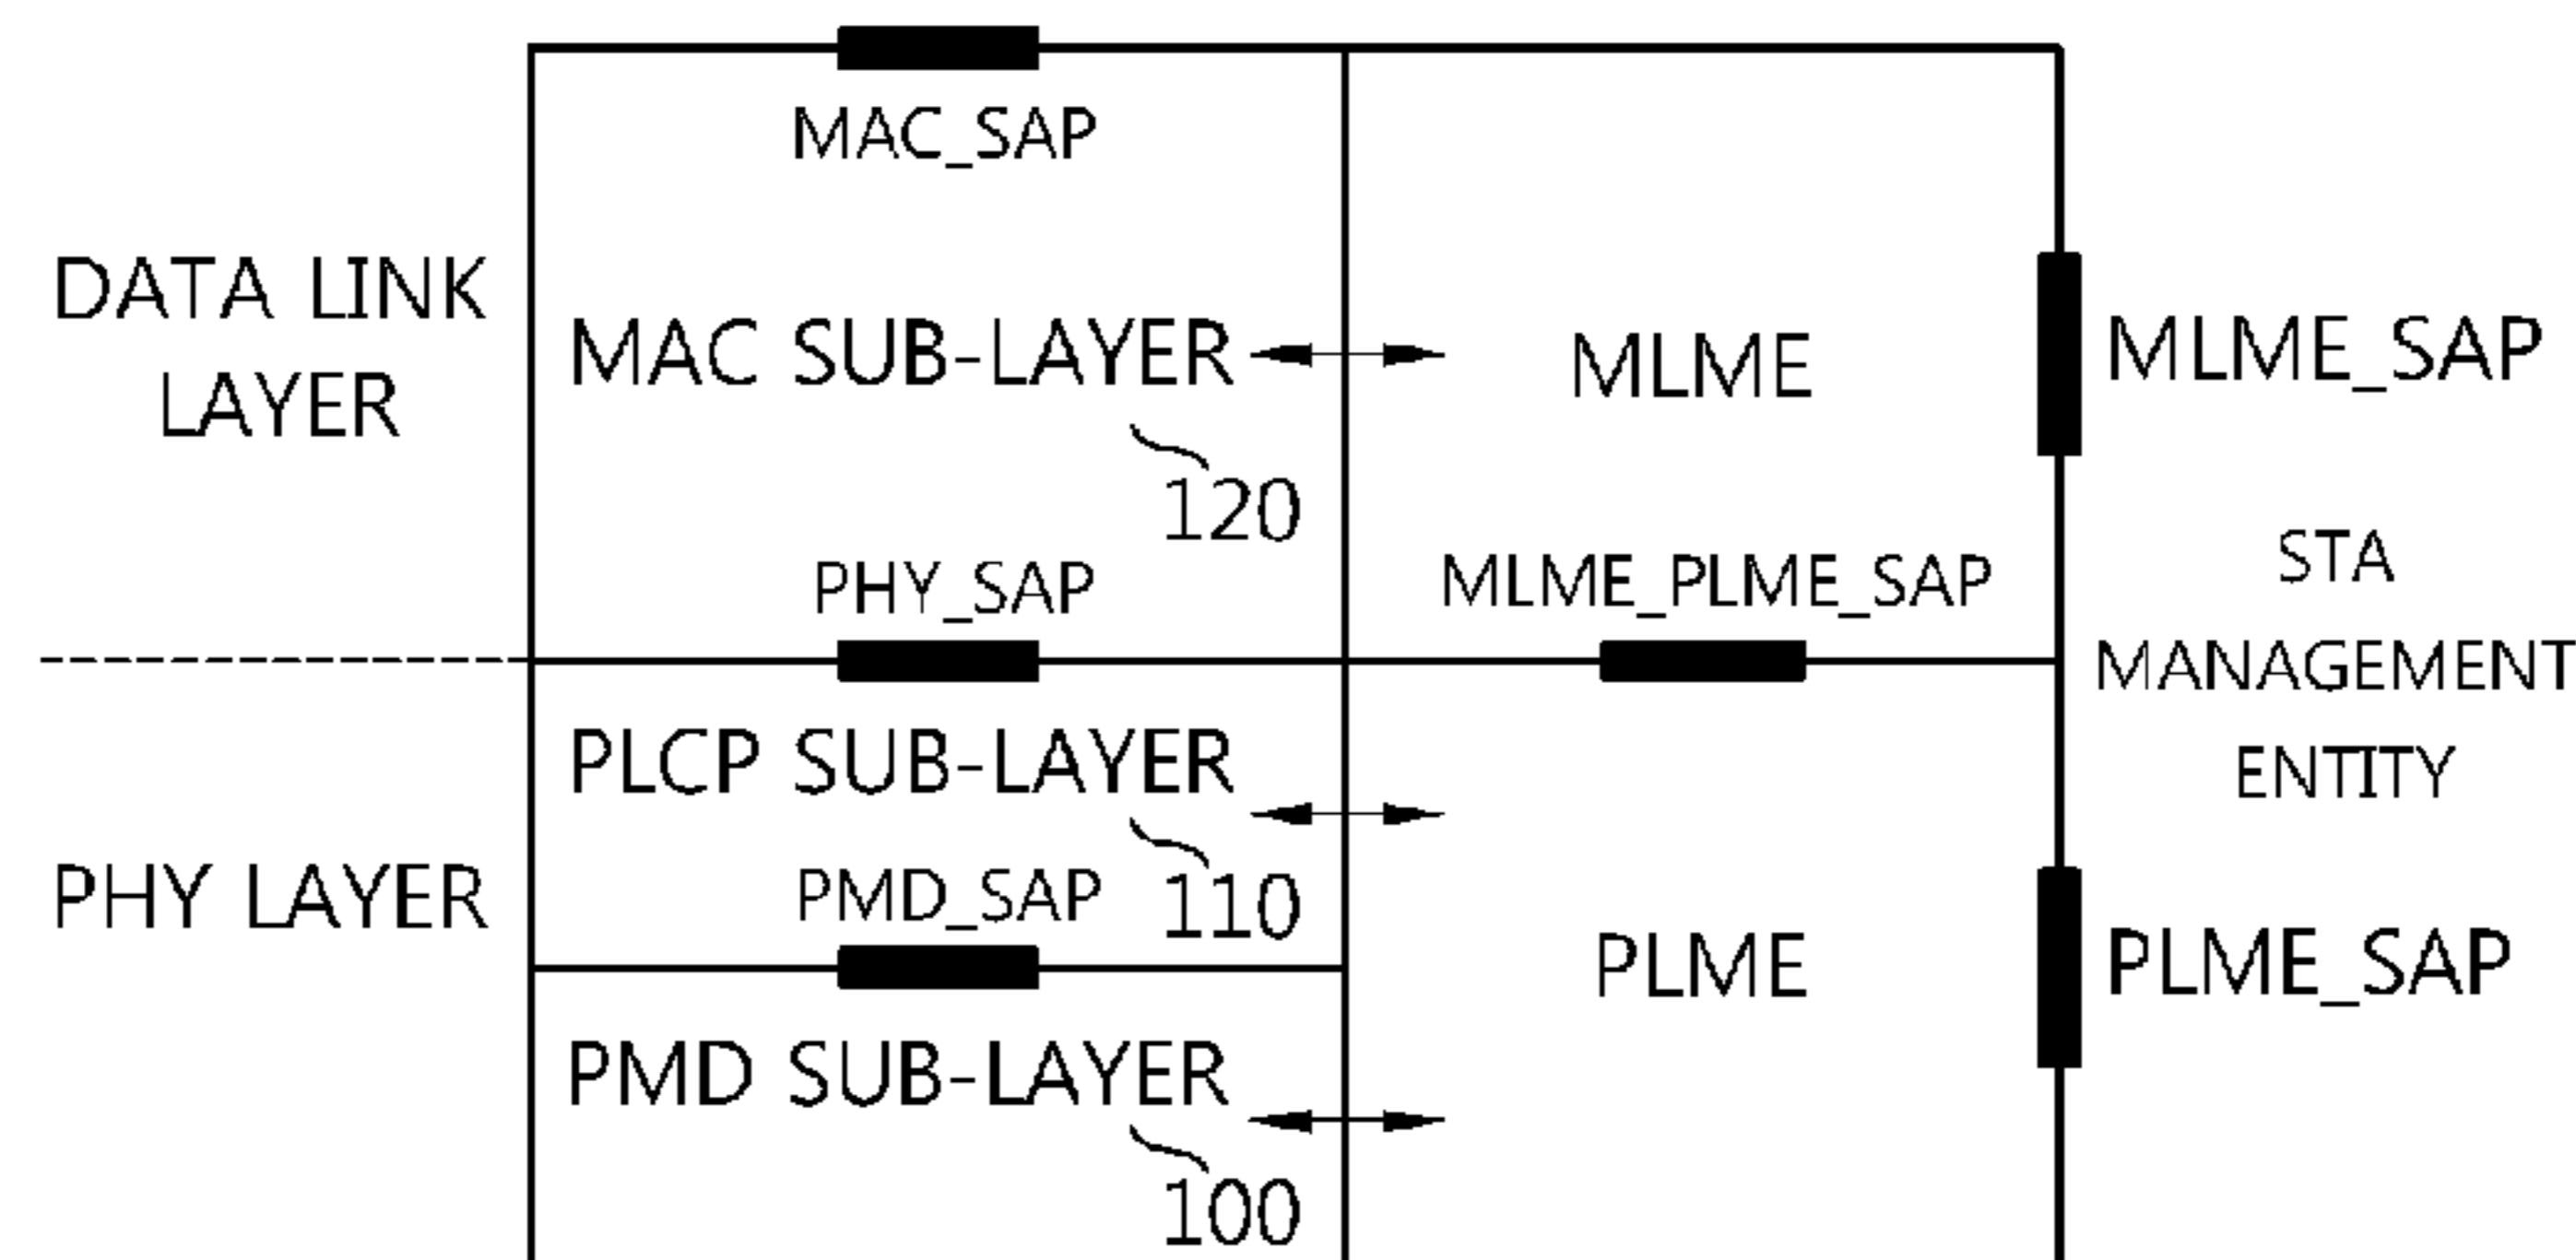 MAC_SAP
DATA LINK
LAYER
MAC SUB-LAYER
120
MLME
MLME_SAP
PHY_SAP
MLME_PLME_SAP
STA
MANAGEMENT
ENTITY
PHY LAYER
PLCP SUB-LAYER
110
PMD_SAP
PLME
PLME_SAP
PMD SUB-LAYER
100